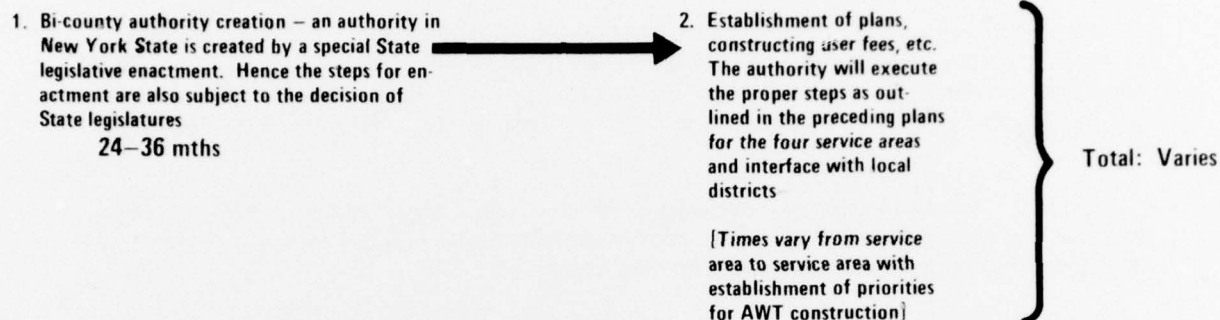 1. Bi-county authority creation – an authority in
New York State is created by a special State
legislative enactment. Hence the steps for en-
actment are also subject to the decision of
State legislatures
24–36 mths
2. Establishment of plans,
constructing user fees, etc.
The authority will execute
the proper steps as out-
lined in the preceding plans
for the four service areas
and interface with local
districts
[Times vary from service
area to service area with
establishment of priorities
for AWT construction]
Total: Varies